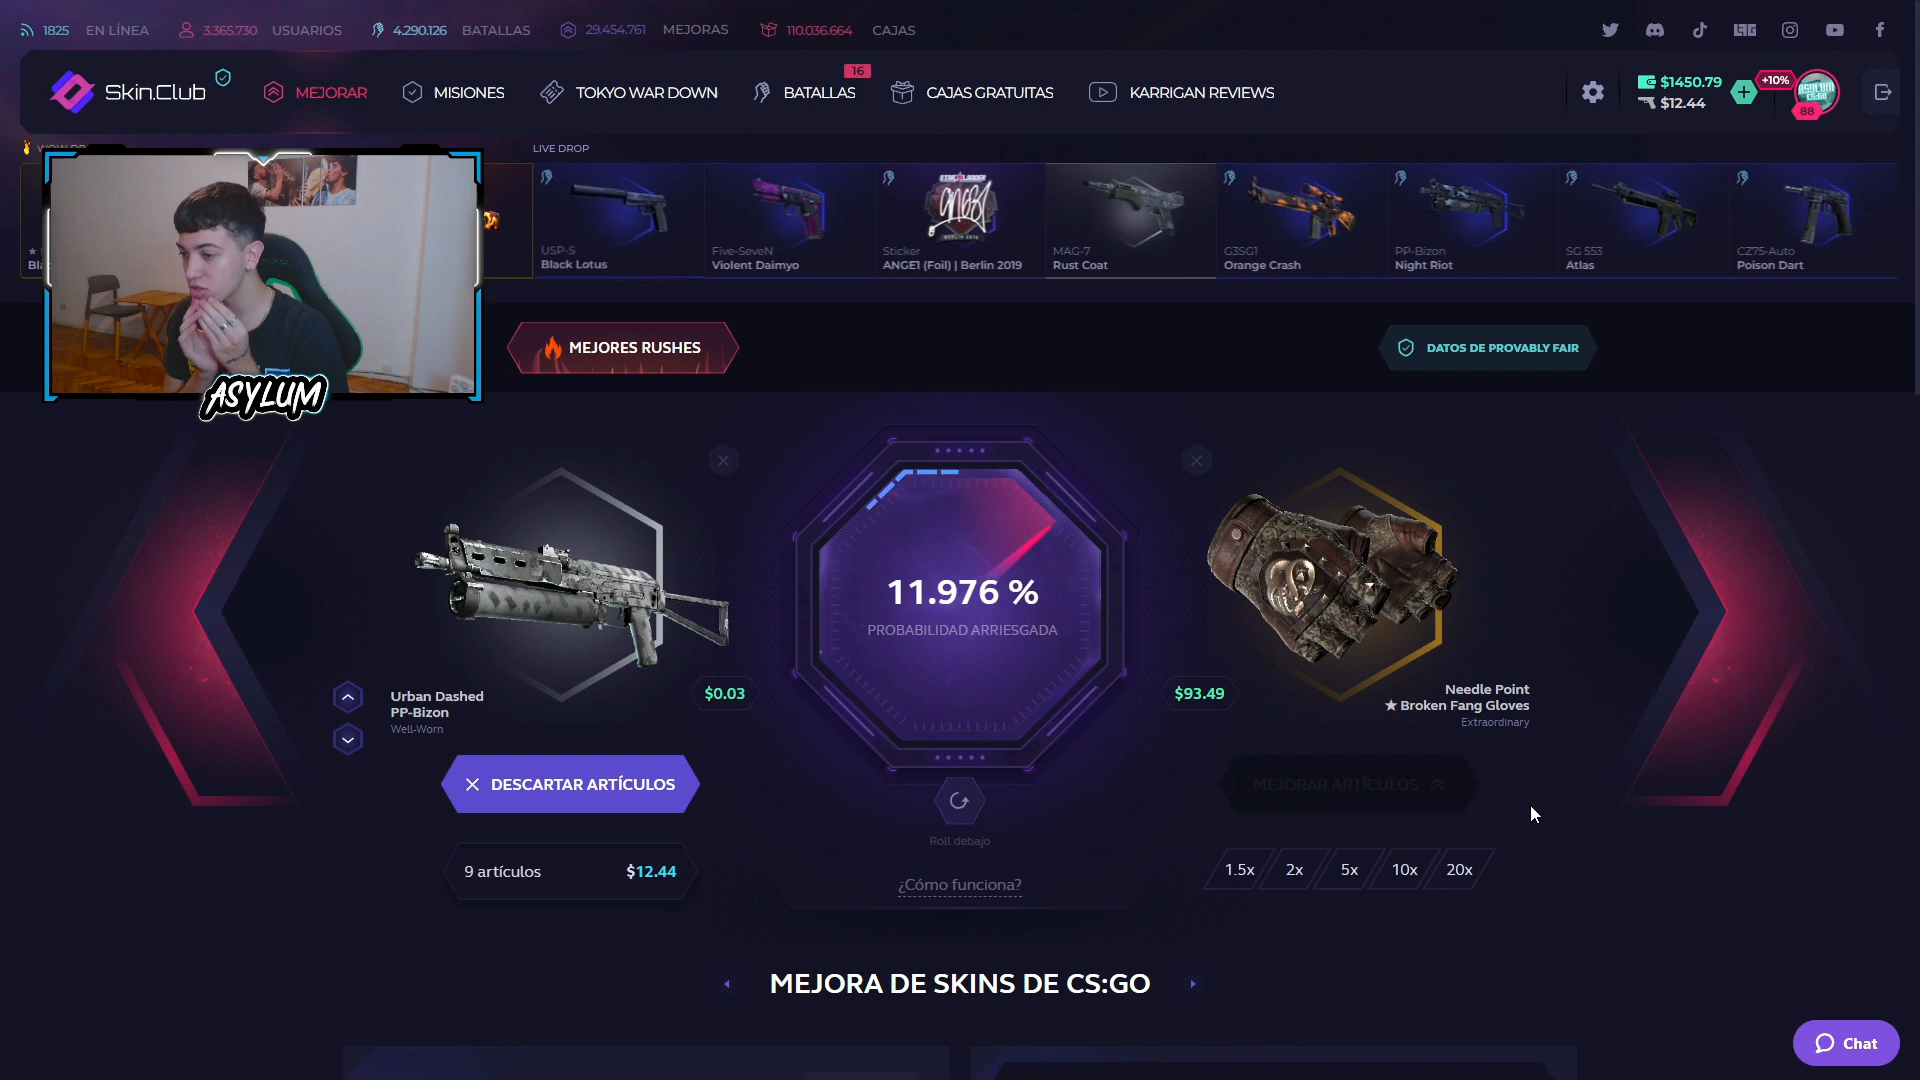 1825 EN LÍNEA 3.365.730 USUARIOS 4.290.126 BATALLAS 29.454.761 MEJORAS 110.036.664 CAJAS
Skin.Club MEJORAR MISIONES TOKYO WAR DOWN BATALLAS 16 CAJAS GRATUITAS KARRIGAN REVIEWS
$1450.79
$12.44
+10%
88
LIVE DROP
USP-S
Black Lotus
Five-SeveN
Violent Daimyo
Sticker
ANGE1 (Foil) | Berlin 2019
MAG-7
Rust Coat
G3SG1
Orange Crash
PP-Bizon
Night Riot
SG 553
Atlas
CZ75-Auto
Poison Dart
ASYLUM
MEJORES RUSHES
DATOS DE PROVABLY FAIR
11.976 %
PROBABILIDAD ARRIESGADA
Urban Dashed
PP-Bizon
Well-Worn
$0.03
$93.49
Needle Point
★ Broken Fang Gloves
Extraordinary
DESCARTAR ARTÍCULOS
MEJORAR ARTÍCULOS
Roll debajo
9 artículos $12.44
¿Cómo funciona?
1.5x 2x 5x 10x 20x
MEJORA DE SKINS DE CS:GO
Chat